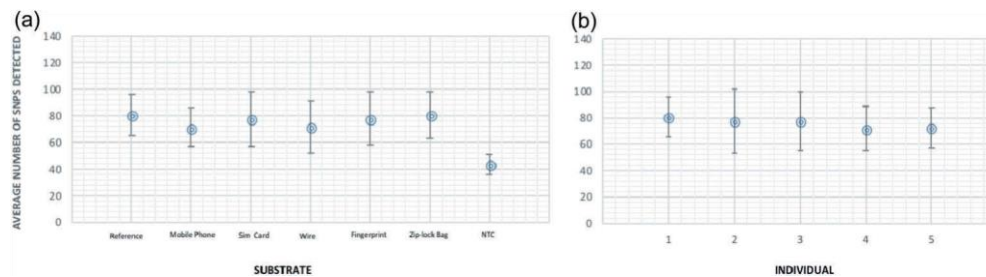 (a)
AVERAGE NUMBER OF SNPS DETECTED
140
120
100
80
60
40
20
0
Reference Mobile Phone Sim Card Wire Fingerprint Zip-lock Bag NTC
SUBSTRATE
(b)
140
120
100
80
60
40
20
0
1 2 3 4 5
INDIVIDUAL